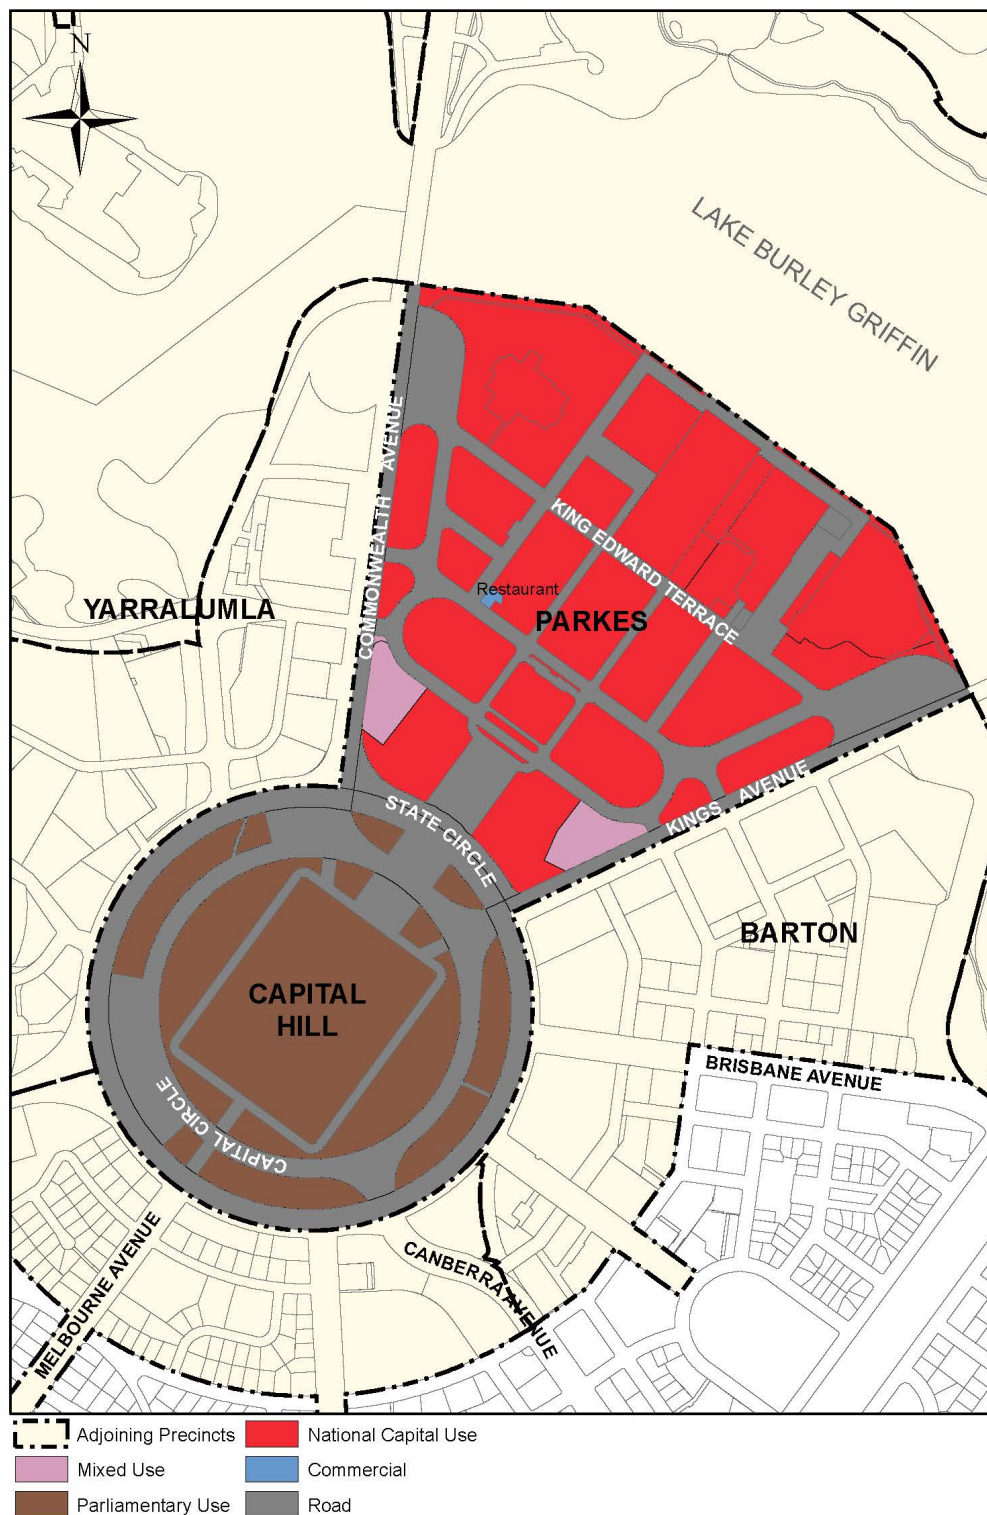 N
LAKE BURLEY GRIFFIN
COMMONWEALTH AVENUE
KING EDWARD TERRACE
Restaurant
PARKES
YARRALUMLA
STATE CIRCLE
KINGS AVENUE
BARTON
CAPITAL
HILL
BRISBANE AVENUE
CAPITAL CIRCLE
MELBOURNE AVENUE
CANBERRA AVENUE
Adjoining Precincts
National Capital Use
Mixed Use
Commercial
Parliamentary Use
Road